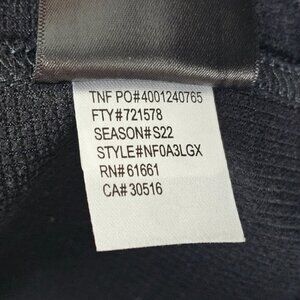 TNF PO#4001240765
FTY#721578
SEASON#S22
STYLE#NF0A3LGX
RN#61661
CA#30516